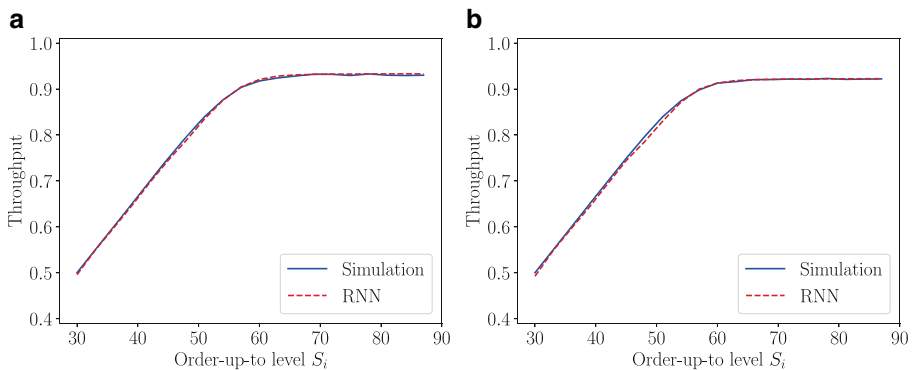 a
1.0
0.9
0.8
0.7
0.6
0.5
0.4
Throughput
30 40 50 60 70 80 90
Order-up-to level S_i
Simulation
RNN
b
1.0
0.9
0.8
0.7
0.6
0.5
0.4
Throughput
30 40 50 60 70 80 90
Order-up-to level S_i
Simulation
RNN